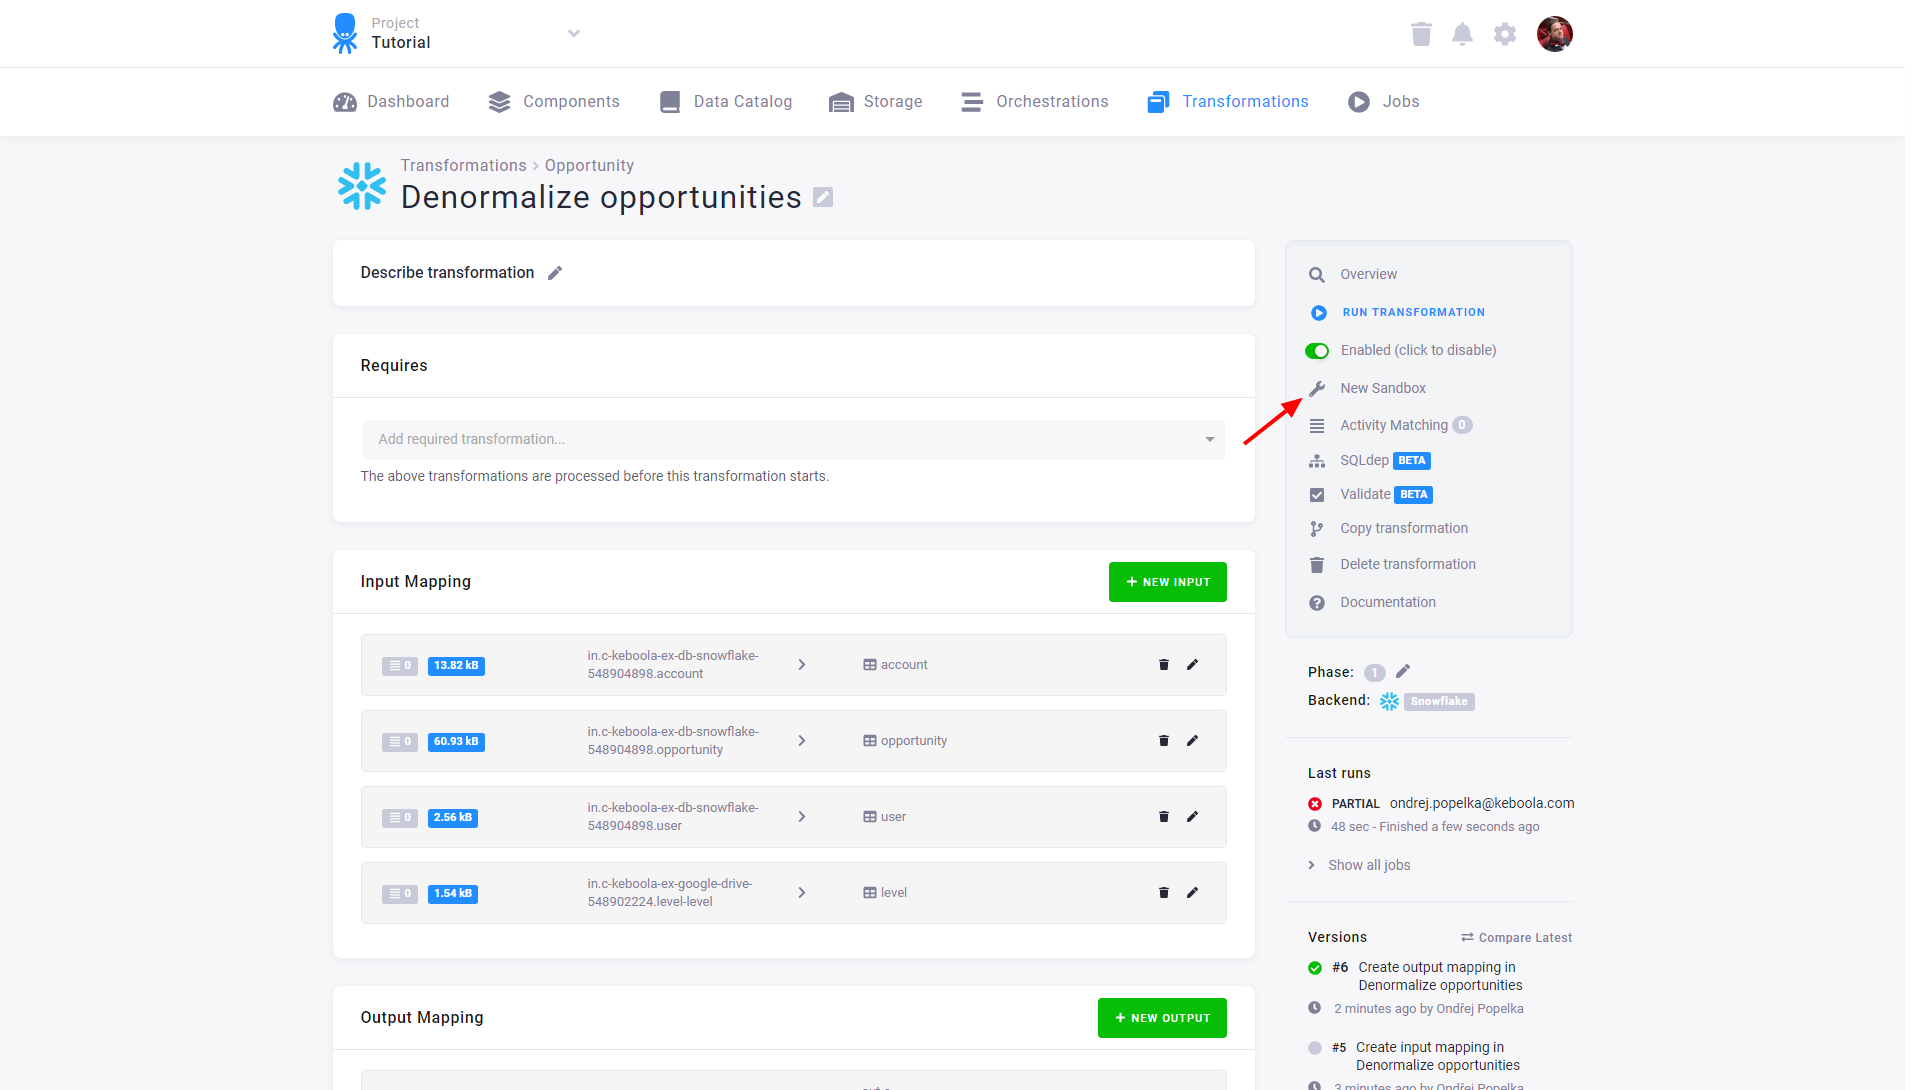 Project
Tutorial
Dashboard
Components
Data Catalog
Storage
Orchestrations
Transformations
Jobs
Transformations › Opportunity
Denormalize opportunities
Describe transformation
Requires
Add required transformation...
The above transformations are processed before this transformation starts.
Input Mapping
+ NEW INPUT
0 13.82 kB
in.c-keboola-ex-db-snowflake-
548904898.account
account
0 60.93 kB
in.c-keboola-ex-db-snowflake-
548904898.opportunity
opportunity
0 2.56 kB
in.c-keboola-ex-db-snowflake-
548904898.user
user
0 1.54 kB
in.c-keboola-ex-google-drive-
548902224.level-level
level
Output Mapping
+ NEW OUTPUT
Overview
RUN TRANSFORMATION
Enabled (click to disable)
New Sandbox
Activity Matching 0
SQLdep BETA
Validate BETA
Copy transformation
Delete transformation
Documentation
Phase: 1
Backend: Snowflake
Last runs
PARTIAL ondrej.popelka@keboola.com
48 sec - Finished a few seconds ago
Show all jobs
Versions
Compare Latest
#6 Create output mapping in
Denormalize opportunities
2 minutes ago by Ondřej Popelka
#5 Create input mapping in
Denormalize opportunities
3 minutes ago by Ondřej Popelka